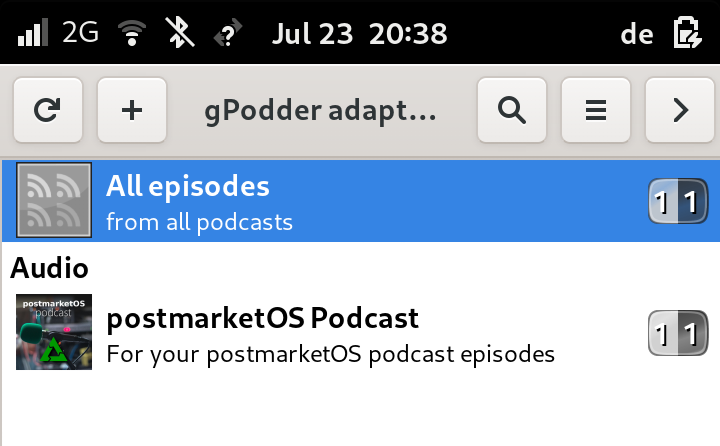 2G Jul 23 20:38 de
gPodder adapt...
All episodes
from all podcasts
1 1
Audio
postmarketOS
podcast
postmarketOS Podcast
For your postmarketOS podcast episodes
1 1